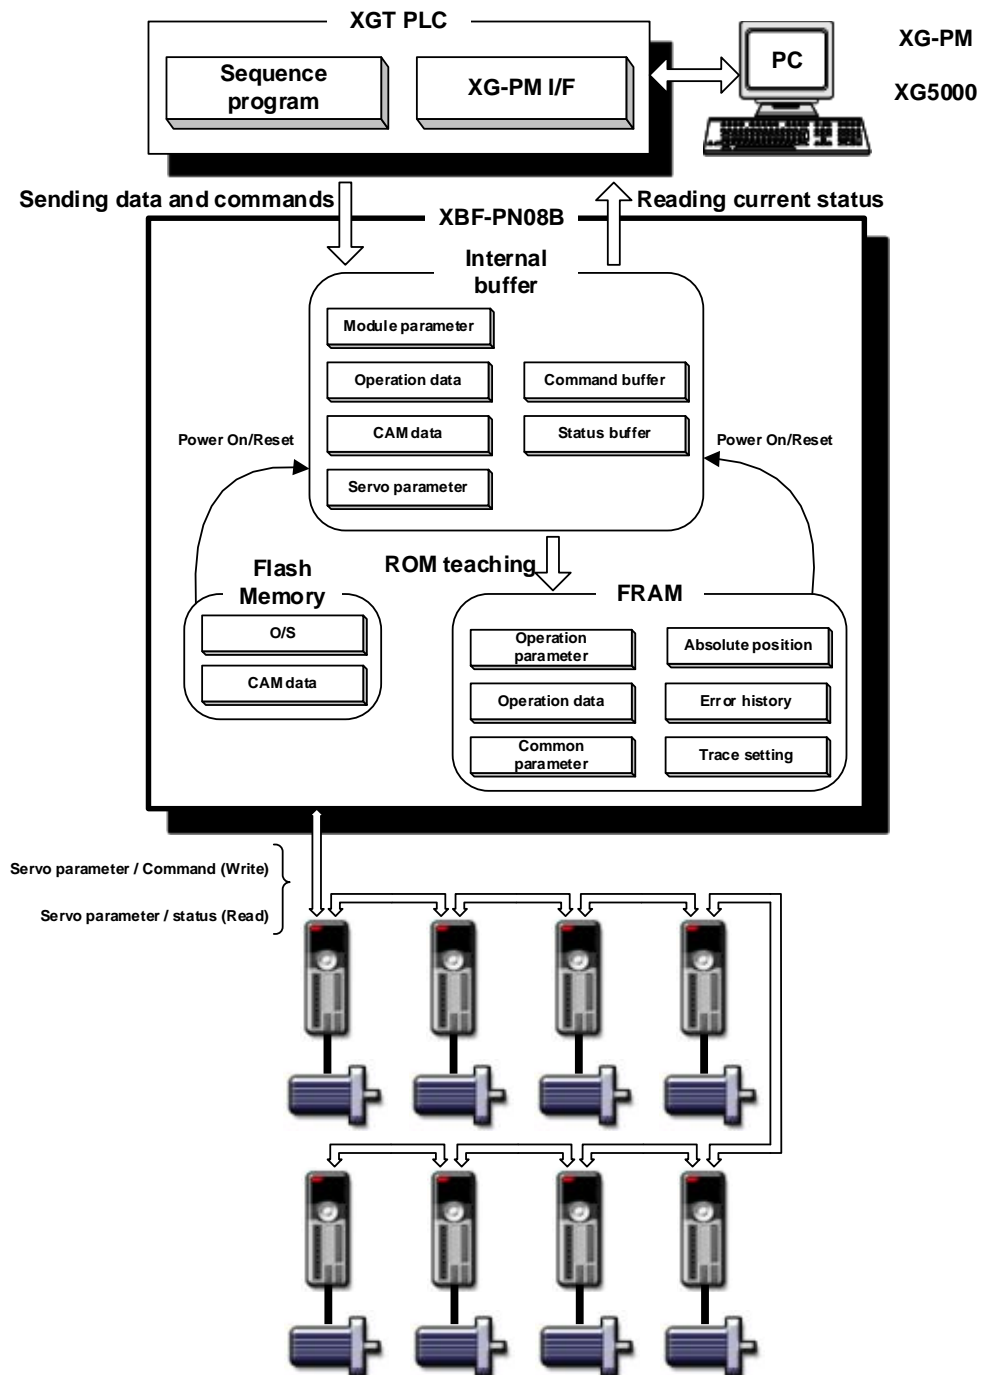 XGT PLC
Sequence
program
XG-PM I/F
PC
XG-PM
XG5000
Sending data and commands
Reading current status
XBF-PN08B
Internal
buffer
Module parameter
Operation data
Command buffer
CAM data
Status buffer
Servo parameter
Power On/Reset
Power On/Reset
ROM teaching
Flash
Memory
O/S
CAM data
FRAM
Operation
parameter
Absolute position
Operation data
Error history
Common
parameter
Trace setting
Servo parameter / Command (Write)
Servo parameter / status (Read)